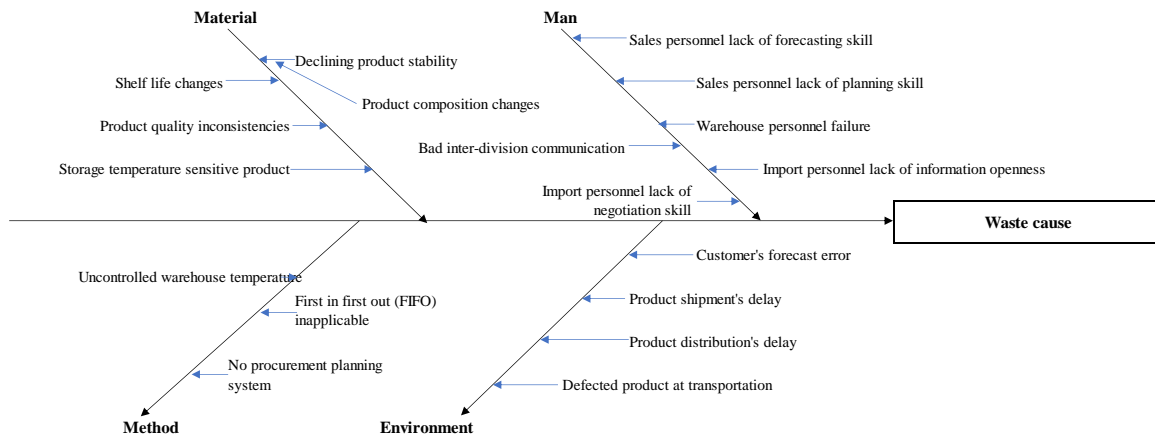 Material
Man
Sales personnel lack of forecasting skill
Declining product stability
Shelf life changes
Sales personnel lack of planning skill
Product composition changes
Product quality inconsistencies
Warehouse personnel failure
Bad inter-division communication
Storage temperature sensitive product
Import personnel lack of information openness
Import personnel lack of
negotiation skill
Waste cause
Customer's forecast error
Uncontrolled warehouse temperature
First in first out (FIFO)
inapplicable
Product shipment's delay
Product distribution's delay
No procurement planning
system
Defected product at transportation
Method
Environment